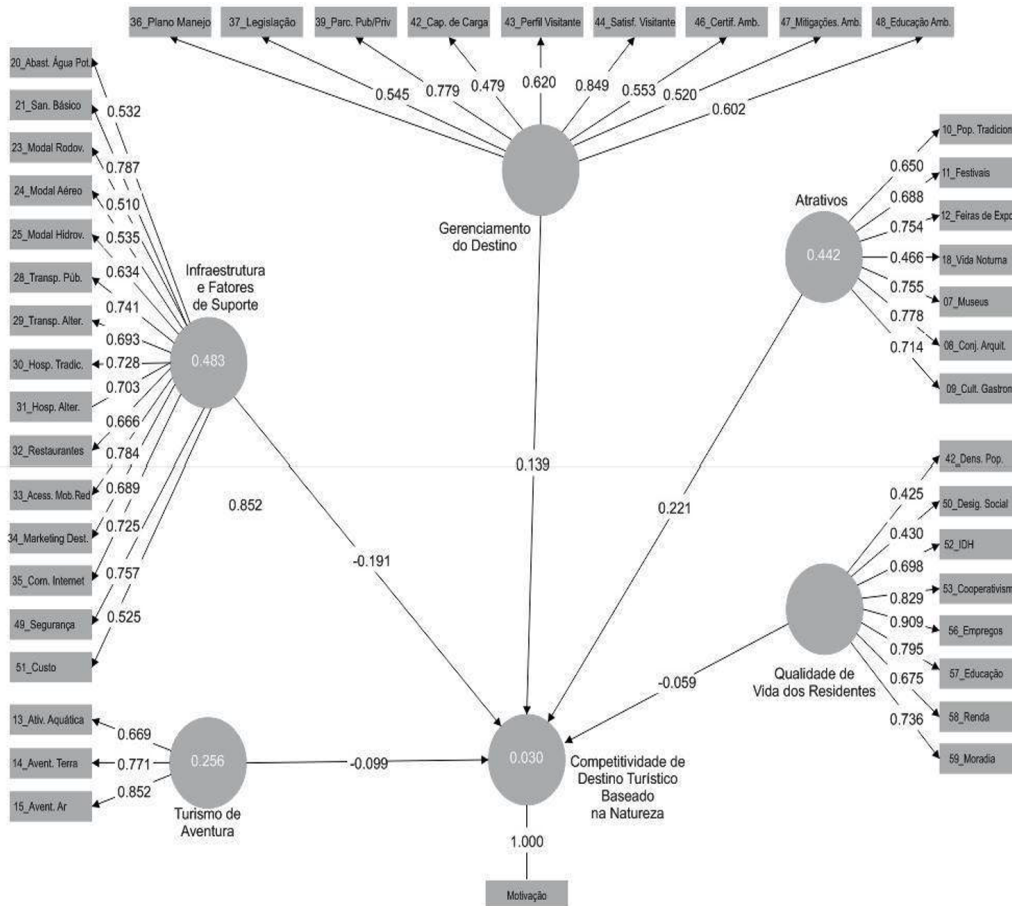 36_Plano Manejo
37_Legislação
39_Parc. Pub/Priv
42_Cap. de Carga
43_Perfil Visitante
44_Satisf. Visitante
46_Certif. Amb.
47_Mitigações. Amb.
48_Educação Amb.
0.545
0.779
0.479
0.620
0.849
0.553
0.520
0.602
Gerenciamento
do Destino
20_Abast. Água Pot.
21_San. Básico
23_Modal Rodov.
24_Modal Aéreo
25_Modal Hidrov.
28_Transp. Púb.
29_Transp. Alter.
30_Hosp. Tradic.
31_Hosp. Alter.
32_Restaurantes
33_Acess. Mob.Red
34_Marketing Dest.
35_Com. Internet
49_Segurança
51_Custo
0.532
0.787
0.510
0.535
0.634
0.741
0.693
0.728
0.703
0.666
0.784
0.689
0.725
0.757
0.525
Infraestrutura
e Fatores
de Suporte
0.483
0.852
10_Pop. Tradicion
11_Festivais
12_Feiras de Expo
18_Vida Noturna
07_Museus
08_Conj. Arquit.
09_Cult. Gastron
0.650
0.688
0.754
0.466
0.755
0.778
0.714
Atrativos
0.442
0.139
0.221
-0.191
-0.059
-0.099
42_Dens. Pop.
50_Desig. Social
52_IDH
53_Cooperativism
56_Empregos
57_Educação
58_Renda
59_Moradia
0.425
0.430
0.698
0.829
0.909
0.795
0.675
0.736
Qualidade de
Vida dos Residentes
13_Ativ. Aquática
14_Avent. Terra
15_Avent. Ar
0.669
0.771
0.852
0.256
Turismo de
Aventura
0.030
Competitividade de
Destino Turístico
Baseado
na Natureza
1.000
Motivação